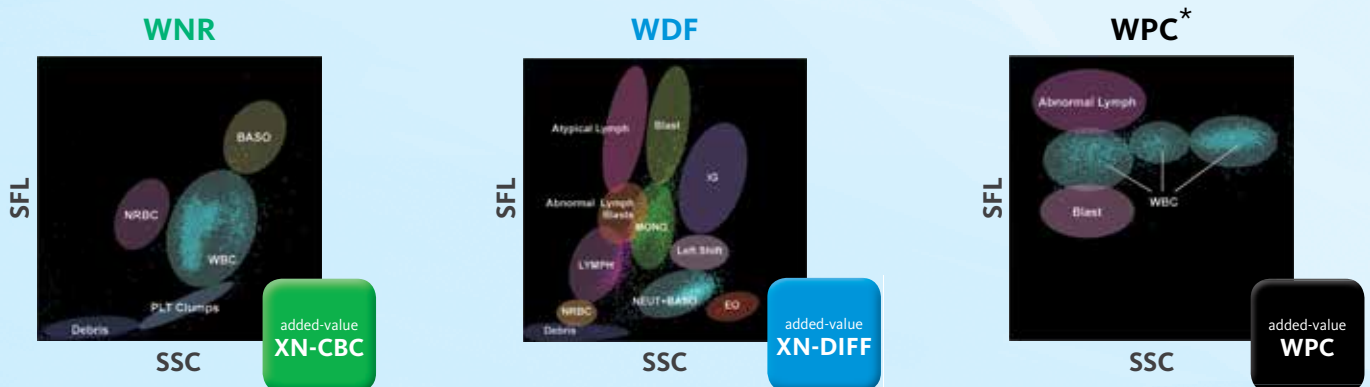 WNR
SFL
BASO
NRBC
WBC
PLT Clumps
Debris
SSC
added-value
XN-CBC
WDF
SFL
Atypical Lymph
Blast
IG
Abnormal Lymph
Blasts
MONO
Left Shift
LYMPH
NEUT+BASO
EO
NRBC
Debris
SSC
added-value
XN-DIFF
WPC*
SFL
Abnormal Lymph
WBC
Blast
SSC
added-value
WPC